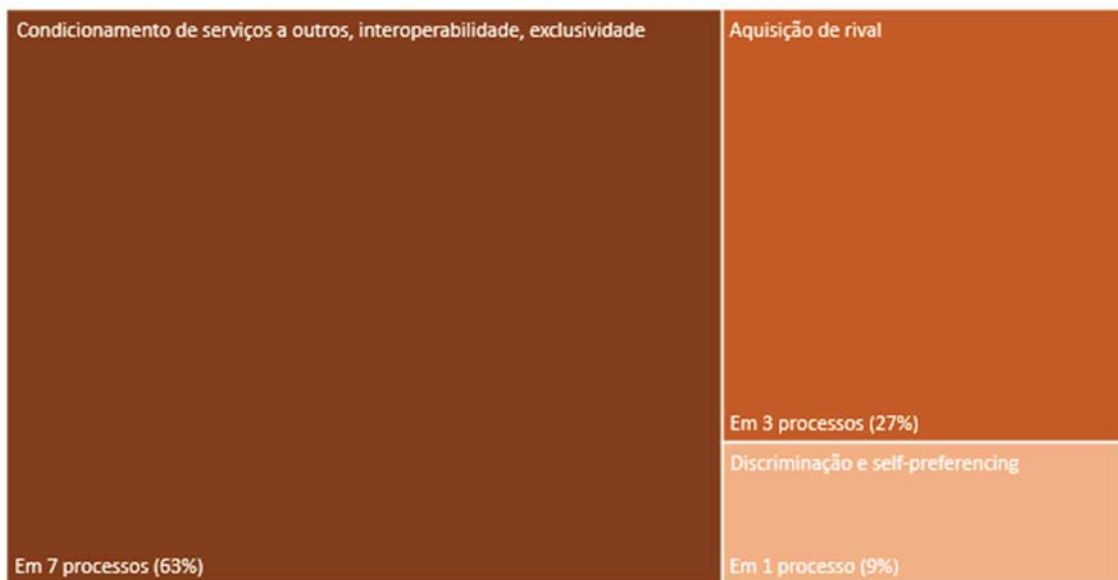 Condicionamento de serviços a outros, interoperabilidade, exclusividade
Em 7 processos (63%)
Aquisição de rival
Em 3 processos (27%)
Discriminação e self-preferencing
Em 1 processo (9%)